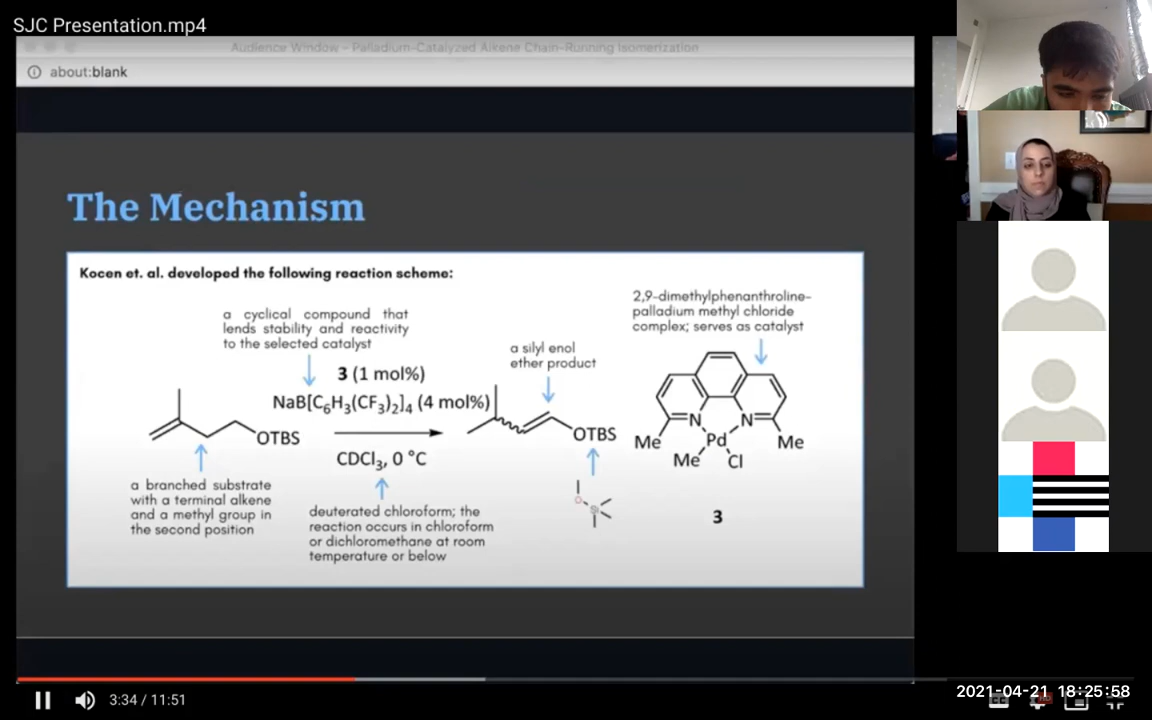 SJC Presentation.mp4
Audience Window – Palladium-Catalyzed Alkene Chain-Running Isomerization
about:blank
The Mechanism
Kocen et. al. developed the following reaction scheme:
a cyclical compound that
lends stability and reactivity
to the selected catalyst
3 (1 mol%)
NaB[C₆H₃(CF₃)₂]₄ (4 mol%)
OTBS
CDCl₃, 0 °C
a branched substrate
with a terminal alkene
and a methyl group in
the second position
deuterated chloroform; the
reaction occurs in chloroform
or dichloromethane at room
temperature or below
a silyl enol
ether product
OTBS
2,9-dimethylphenanthroline-
palladium methyl chloride
complex; serves as catalyst
N N
Me Pd Me
Me Cl
3
3:34 / 11:51
2021-04-21 18:25:58